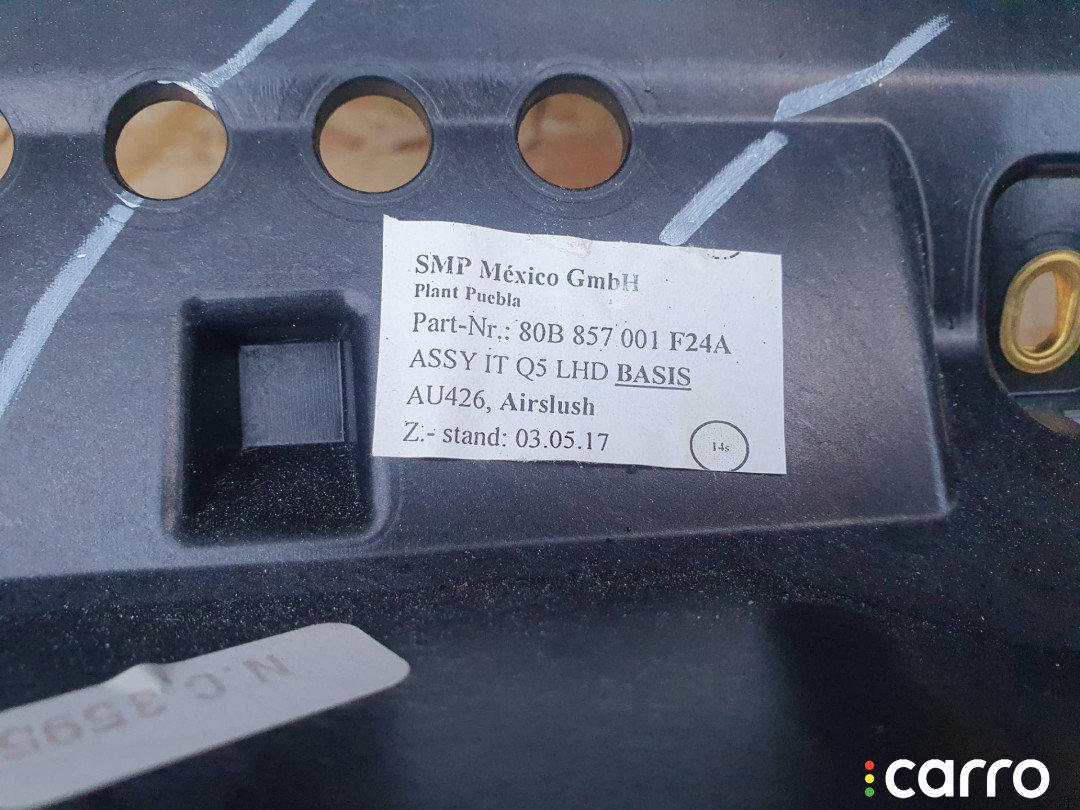 SMP México GmbH
Plant Puebla
Part-Nr.: 80B 857 001 F24A
ASSY IT Q5 LHD BASIS
AU426, Airslush
Z.- stand: 03.05.17
14s
N.C 3595
carro